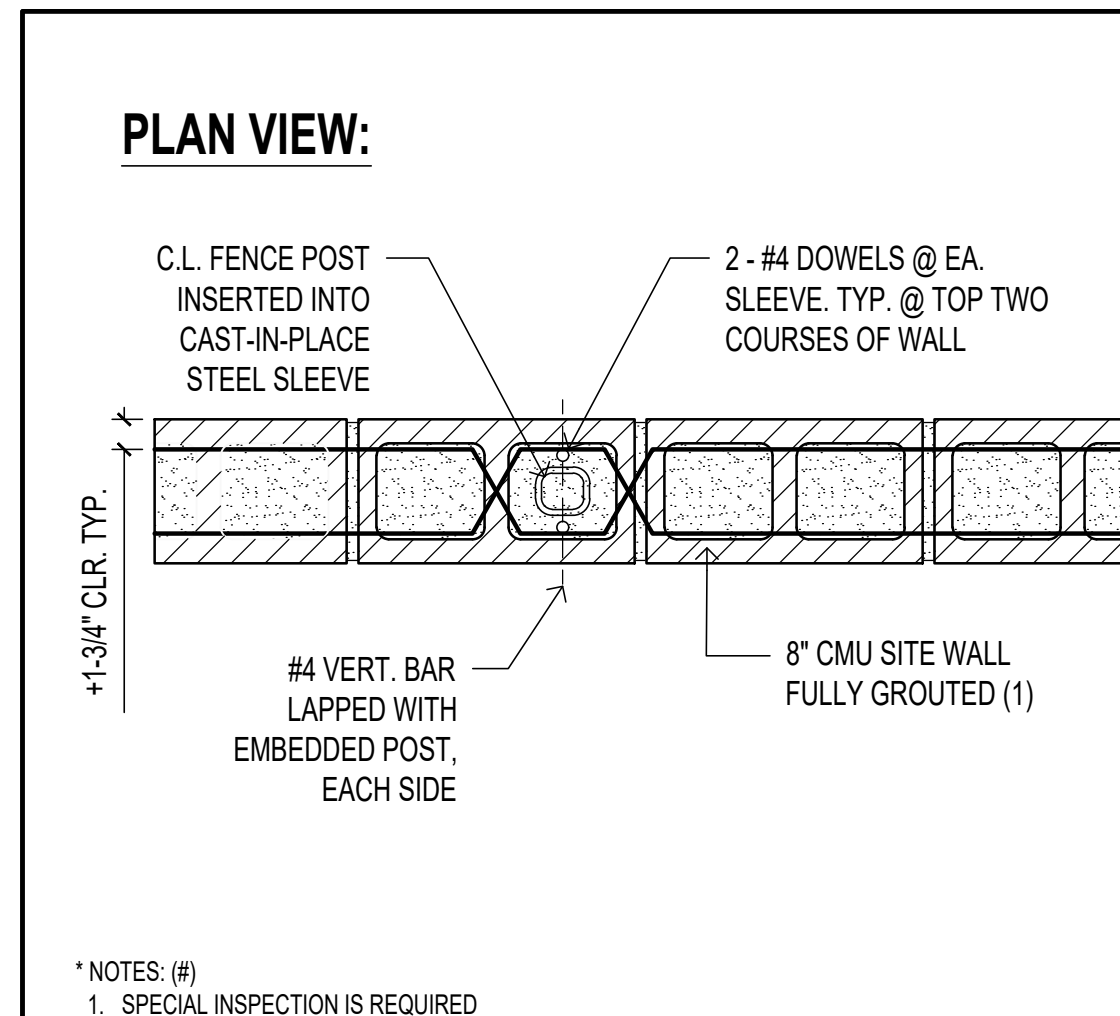 PLAN VIEW:
C.L. FENCE POST
INSERTED INTO
CAST-IN-PLACE
STEEL SLEEVE
2 - #4 DOWELS @ EA.
SLEEVE. TYP. @ TOP TWO
COURSES OF WALL
+1-3/4" CLR. TYP.
#4 VERT. BAR
LAPPED WITH
EMBEDDED POST,
EACH SIDE
8" CMU SITE WALL
FULLY GROUTED (1)
* NOTES: (#)
1. SPECIAL INSPECTION IS REQUIRED